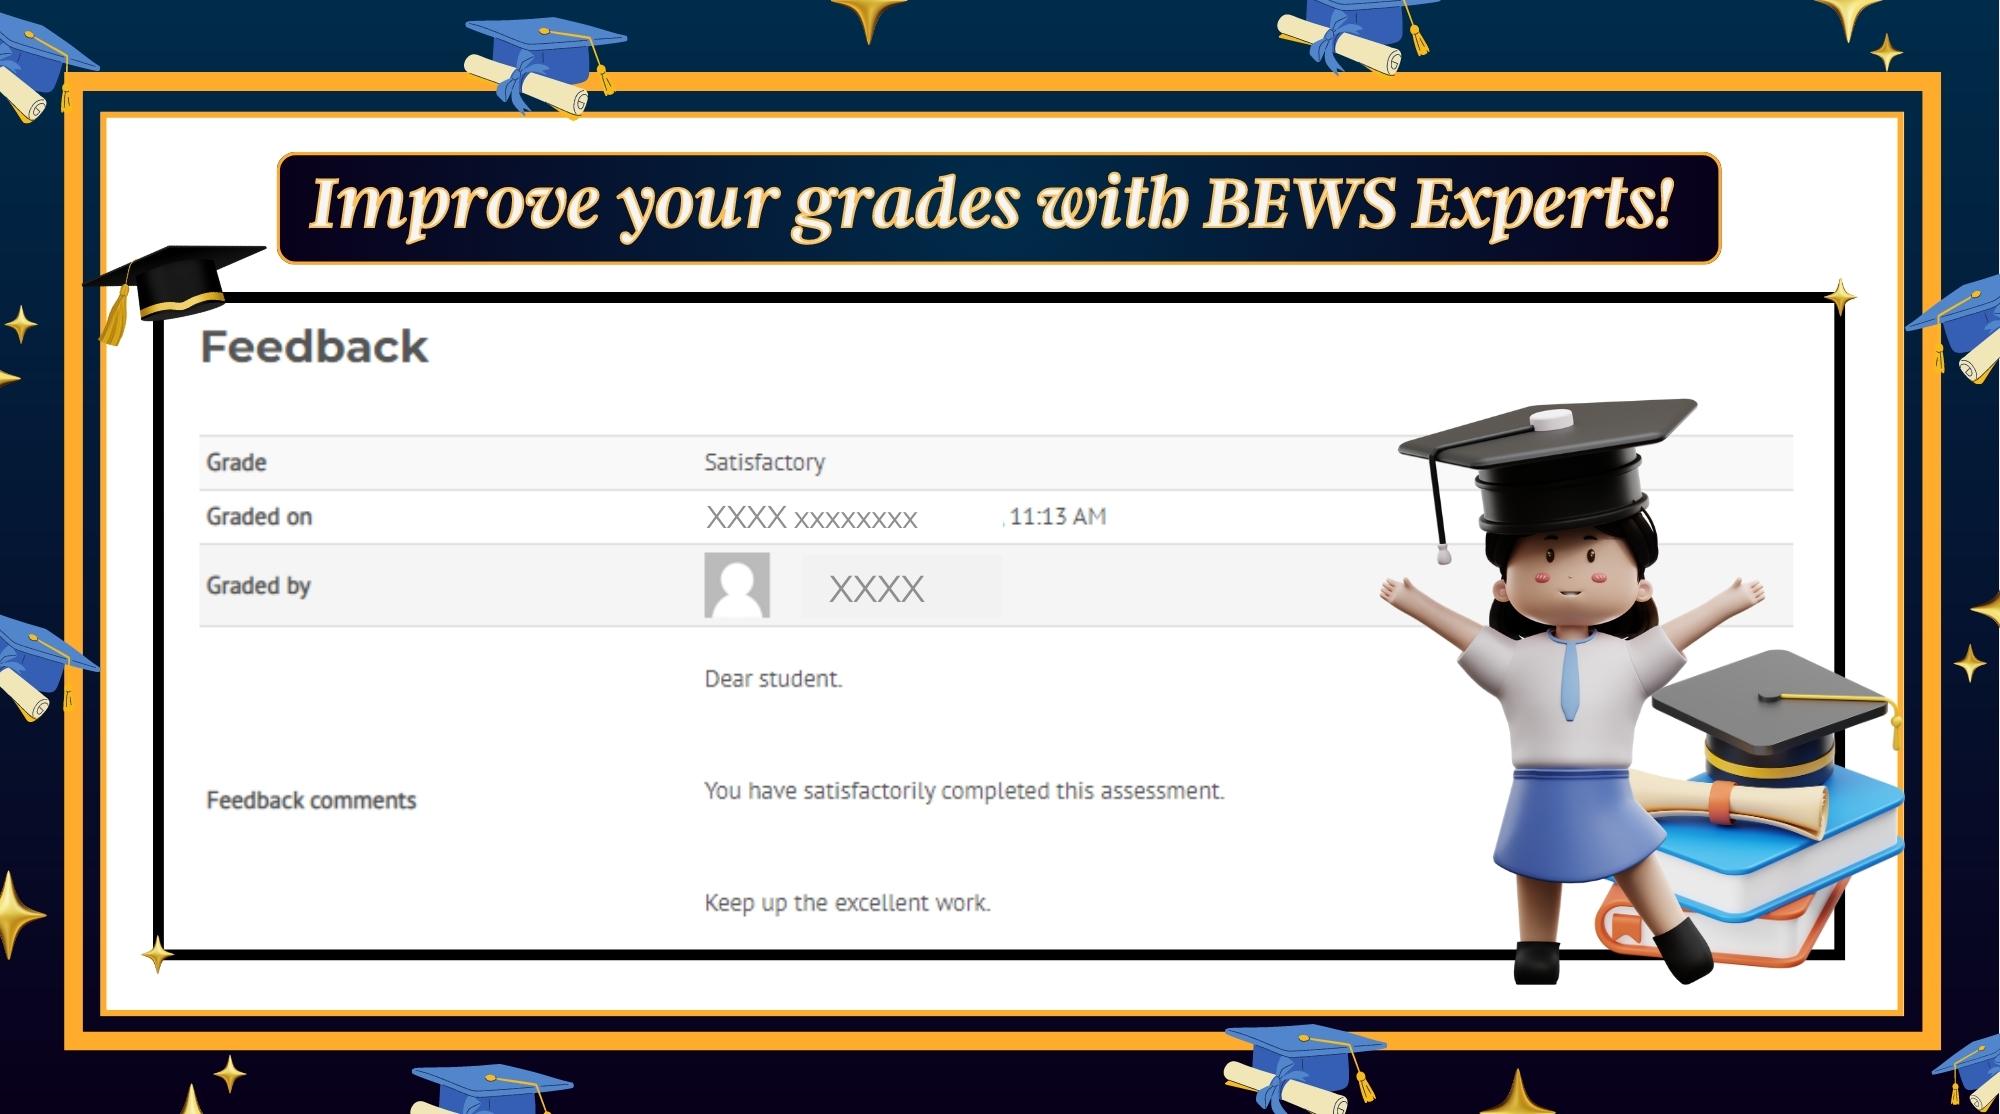 Improve your grades with BEWS Experts!
Feedback
Grade Satisfactory
Graded on XXXX xxxxxxxx , 11:13 AM
Graded by XXXX
Dear student.
Feedback comments You have satisfactorily completed this assessment.
Keep up the excellent work.